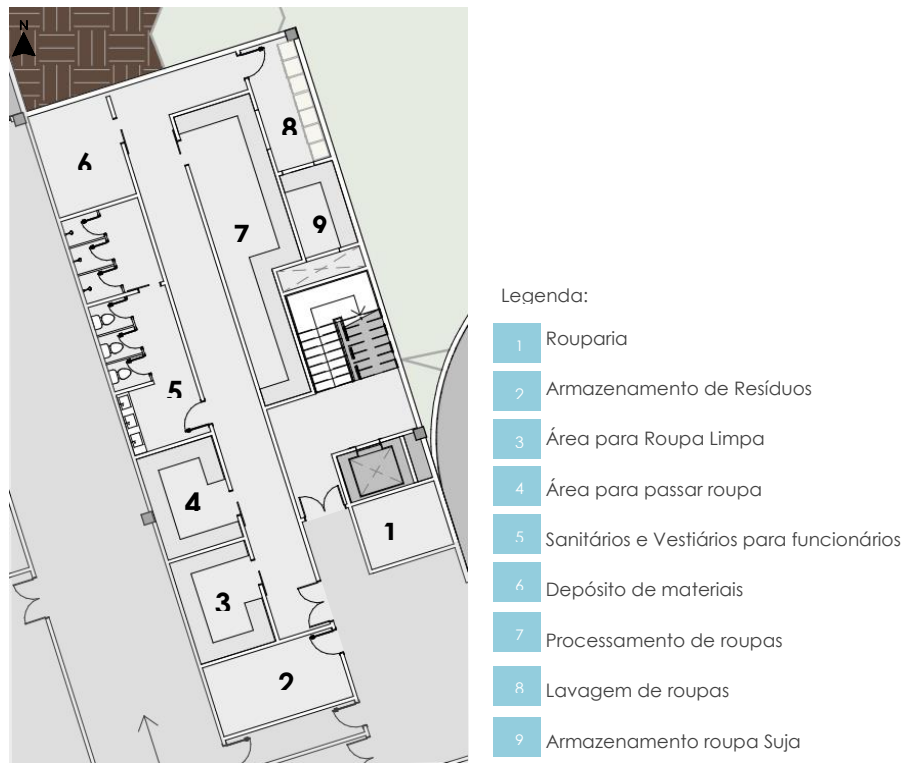 N
8
6
9
7
5
4
1
3
2
Legenda:
1 Rouparia
2 Armazenamento de Resíduos
3 Área para Roupa Limpa
4 Área para passar roupa
5 Sanitários e Vestiários para funcionários
6 Depósito de materiais
7 Processamento de roupas
8 Lavagem de roupas
9 Armazenamento roupa Suja